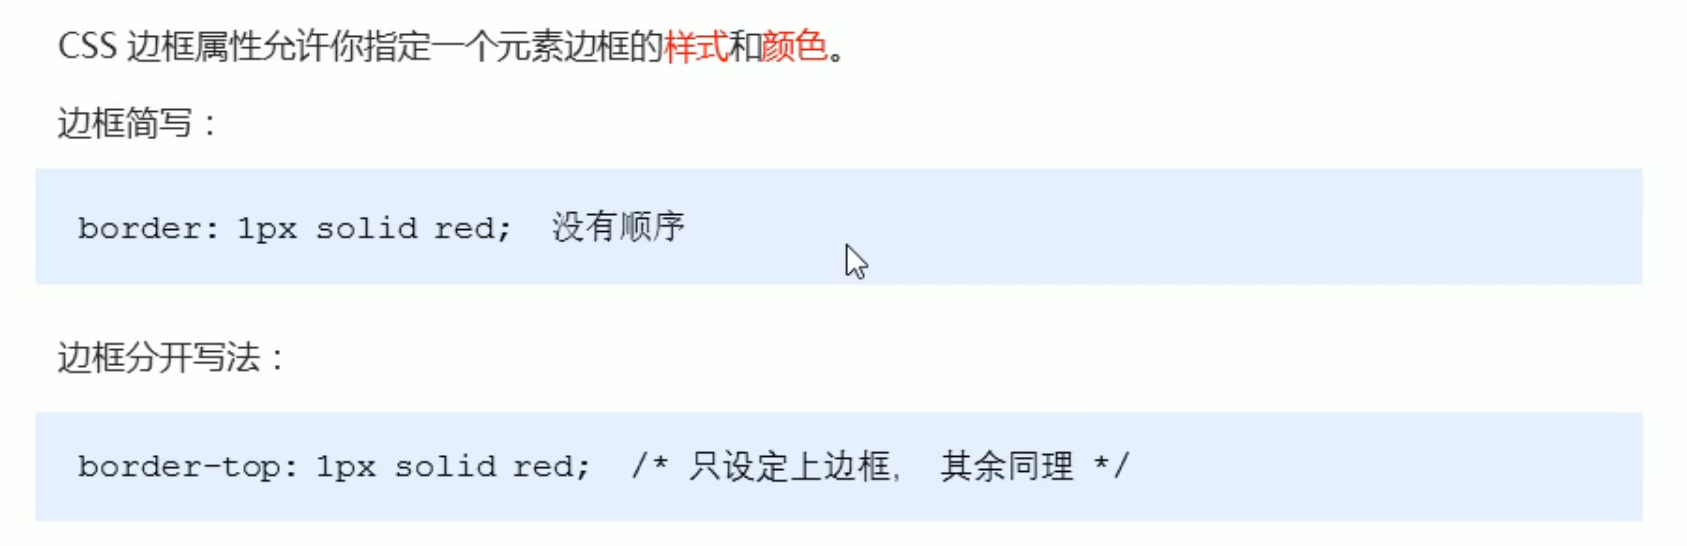 CSS 边框属性允许你指定一个元素边框的样式和颜色。
边框简写：
border: 1px solid red;  没有顺序
边框分开写法：
border-top: 1px solid red;  /* 只设定上边框, 其余同理 */